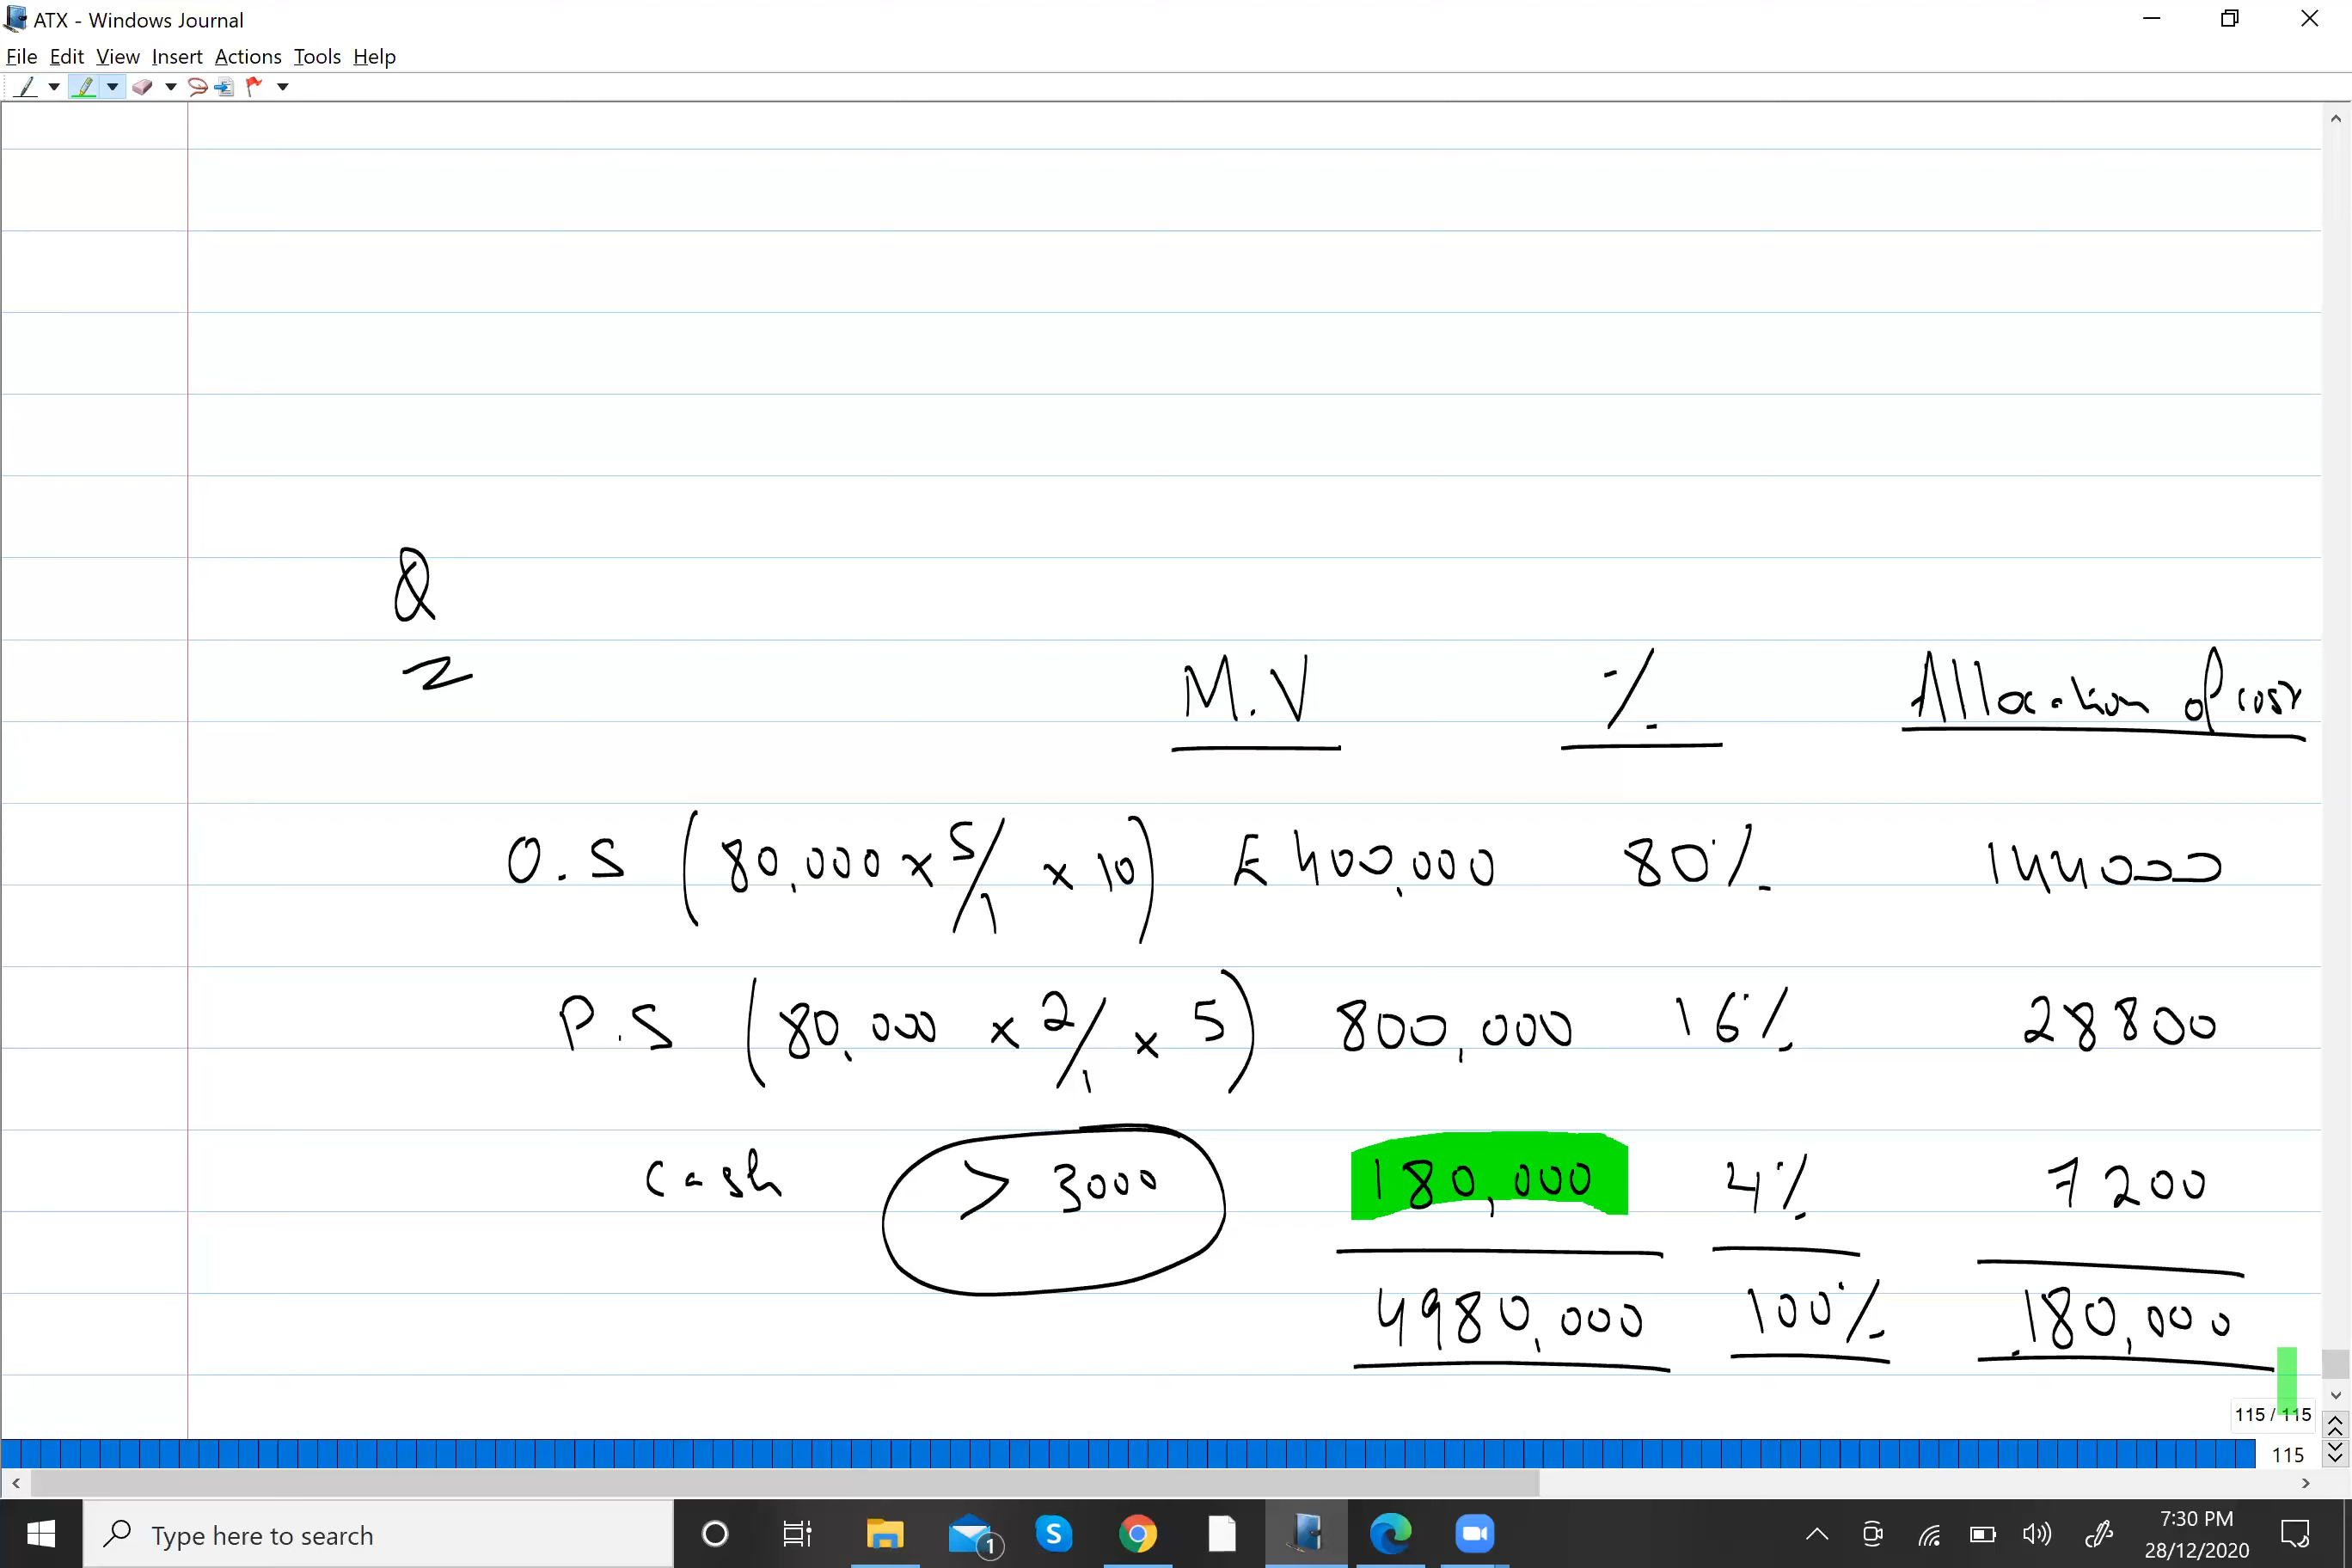 ATX - Windows Journal
File Edit View Insert Actions Tools Help
Q
M.V % Allocation of cost
O.S (80,000 x 5/1 x 10) £400,000 80% 144000
P.S (80,000 x 2/1 x 5) 800,000 16% 28800
Cash > 3000 180,000 4% 7200
4980,000 100% 180,000
115 / 115
115
Type here to search
1
7:30 PM
28/12/2020